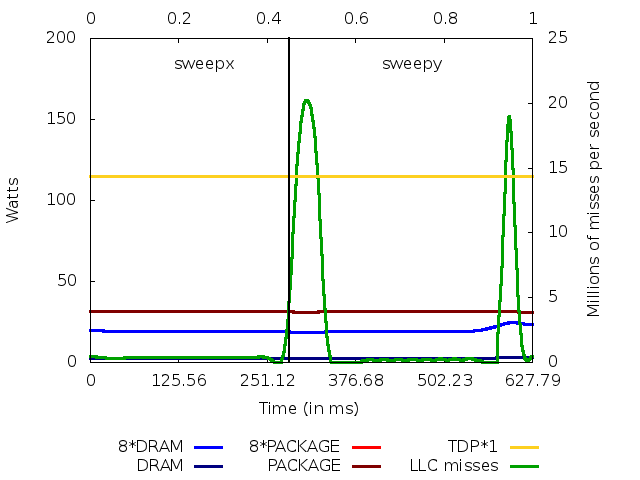 0 0.2 0.4 0.6 0.8 1
200 25
sweepx sweepy
20
150
15
100
10
50
5
0 0
Watts
Millions of misses per second
0 125.56 251.12 376.68 502.23 627.79
Time (in ms)
8*DRAM 8*PACKAGE TDP*1
DRAM PACKAGE LLC misses